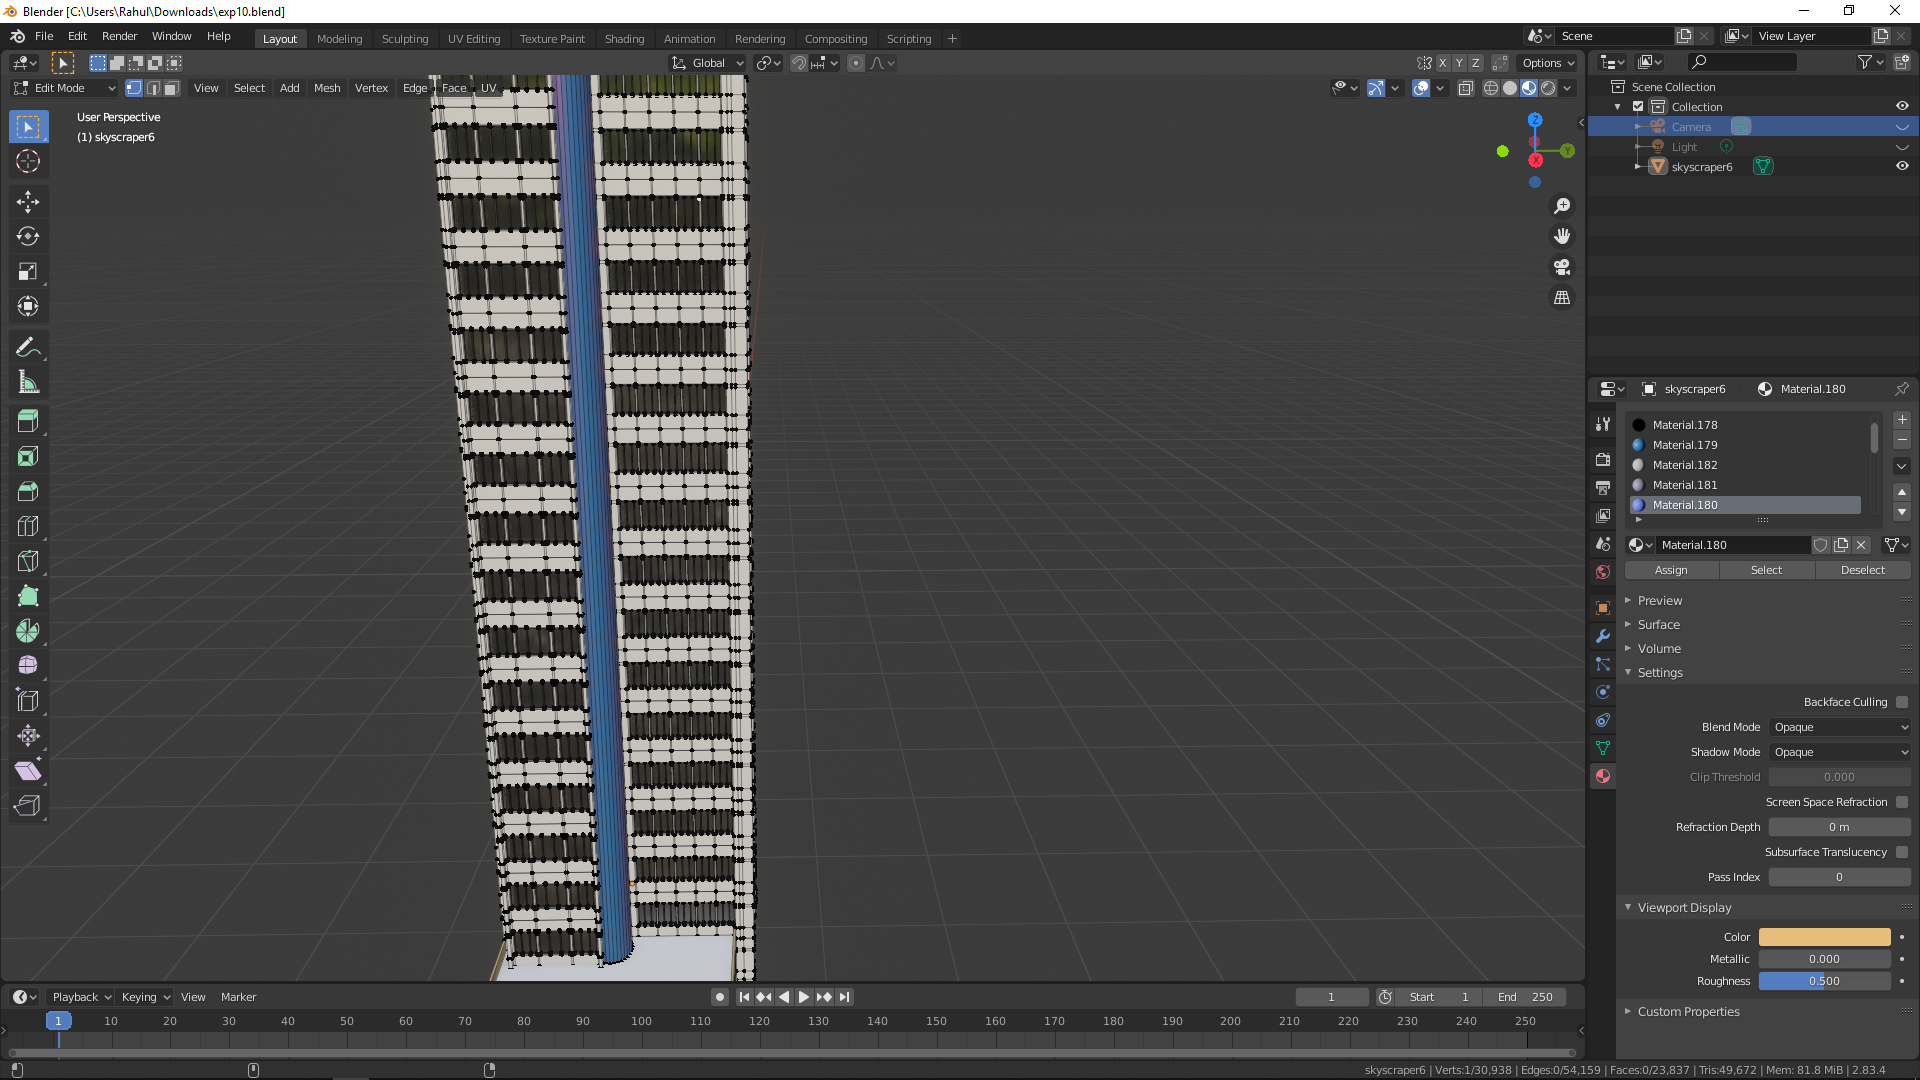 Blender [C:\Users\Rahul\Downloads\exp10.blend]
File Edit Render Window Help Layout Modeling Sculpting UV Editing Texture Paint Shading Animation Rendering Compositing Scripting + Scene View Layer
Global X Y Z Options
Edit Mode View Select Add Mesh Vertex Edge Face UV
User Perspective
(1) skyscraper6
Z
Y
X
Scene Collection
Collection
Camera
Light
skyscraper6
skyscraper6 Material.180
Material.178
Material.179
Material.182
Material.181
Material.180
Material.180
Assign Select Deselect
Preview
Surface
Volume
Settings
Backface Culling
Blend Mode Opaque
Shadow Mode Opaque
Clip Threshold 0.000
Screen Space Refraction
Refraction Depth 0 m
Subsurface Translucency
Pass Index 0
Viewport Display
Color
Metallic 0.000
Roughness 0.500
Custom Properties
Playback Keying View Marker 1 Start 1 End 250
1 10 20 30 40 50 60 70 80 90 100 110 120 130 140 150 160 170 180 190 200 210 220 230 240 250
skyscraper6 | Verts:1/30,938 | Edges:0/54,159 | Faces:0/23,837 | Tris:49,672 | Mem: 81.8 MiB | 2.83.4